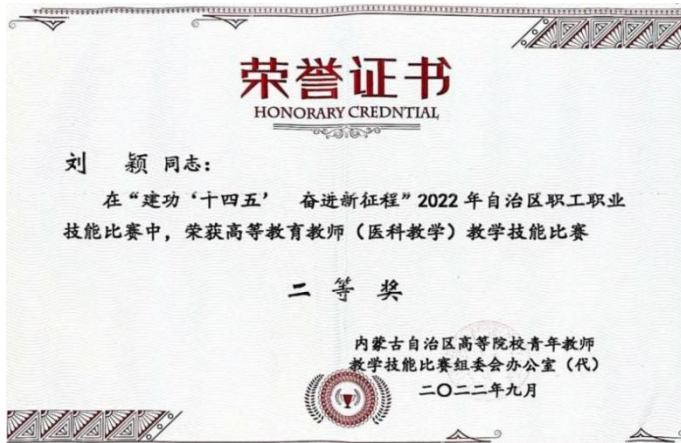 荣誉证书
HONORARY CREDNTIAL
刘 颖 同志：
在“建功‘十四五’ 奋进新征程”2022年自治区职工职业
技能比赛中，荣获高等教育教师（医科教学）教学技能比赛
二 等 奖
内蒙古自治区高等院校青年教师
教学技能比赛组委会办公室（代）
二〇二二年九月